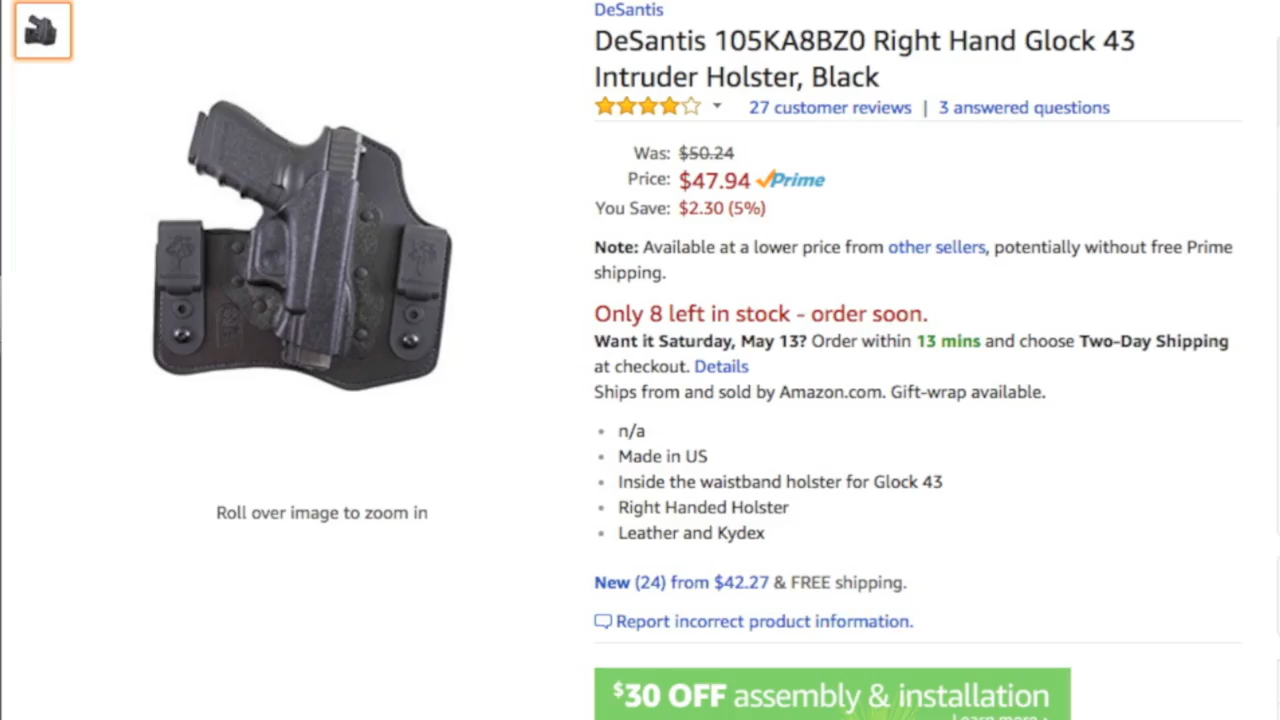 DeSantis
DeSantis 105KA8BZ0 Right Hand Glock 43
Intruder Holster, Black
27 customer reviews | 3 answered questions
Was: $50.24
Price: $47.94 Prime
You Save: $2.30 (5%)
Note: Available at a lower price from other sellers, potentially without free Prime
shipping.
Only 8 left in stock - order soon.
Want it Saturday, May 13? Order within 13 mins and choose Two-Day Shipping
at checkout. Details
Ships from and sold by Amazon.com. Gift-wrap available.
n/a
Made in US
Inside the waistband holster for Glock 43
Right Handed Holster
Leather and Kydex
Roll over image to zoom in
New (24) from $42.27 & FREE shipping.
Report incorrect product information.
$30 OFF assembly & installation
Learn more ›